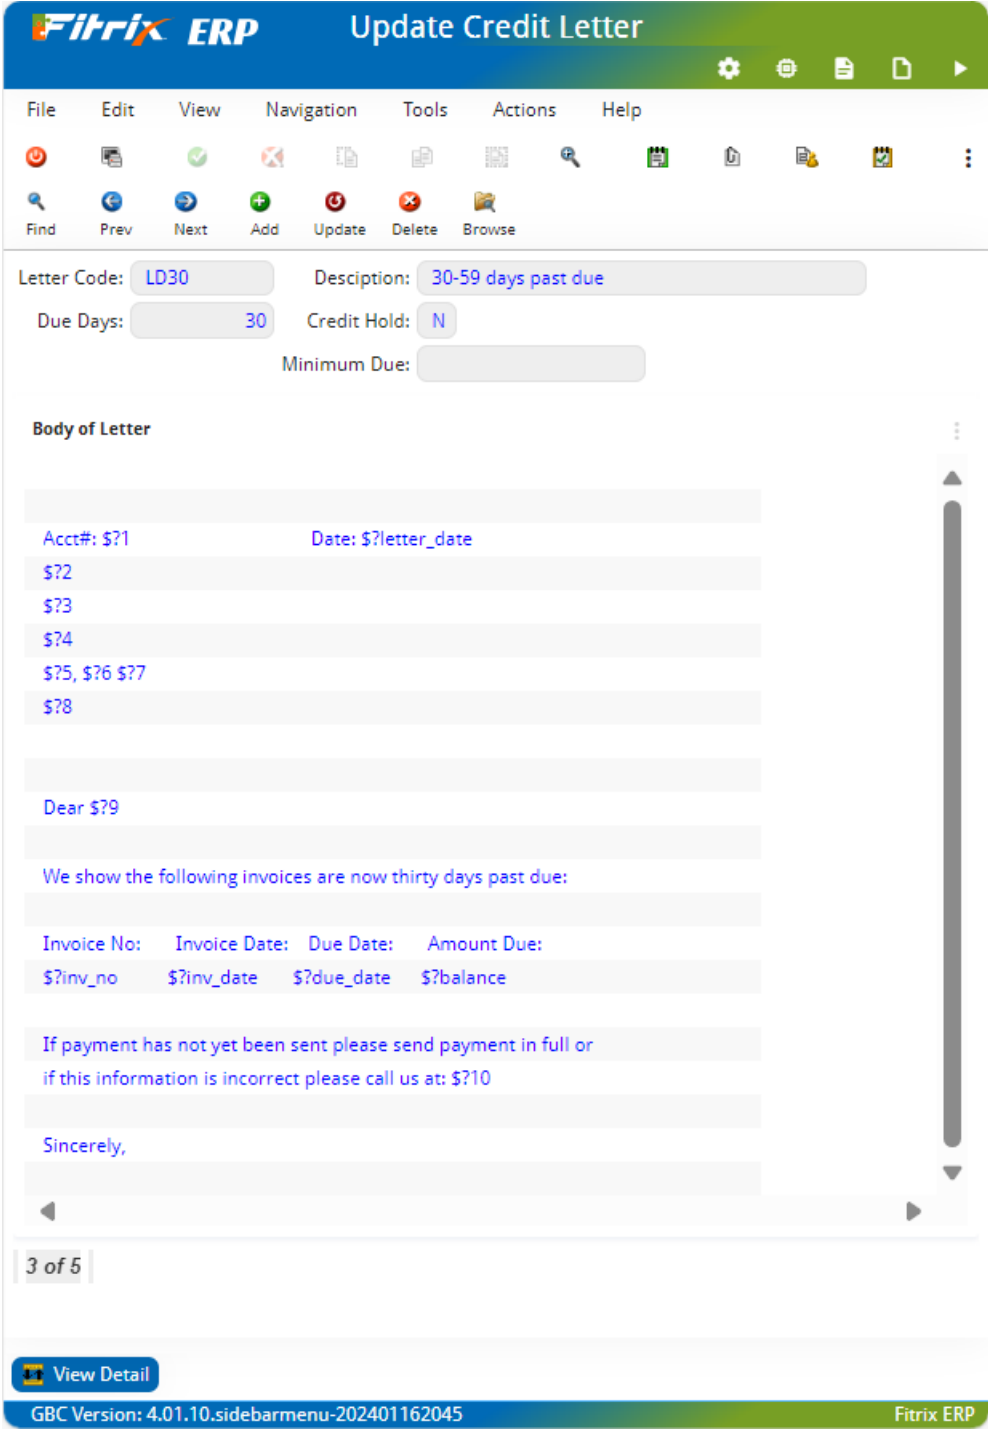 Fitrix ERP Update Credit Letter
File Edit View Navigation Tools Actions Help
Find Prev Next Add Update Delete Browse
Letter Code: LD30 Desciption: 30-59 days past due
Due Days: 30 Credit Hold: N
Minimum Due:
Body of Letter
Acct#: $?1 Date: $?letter_date
$?2
$?3
$?4
$?5, $?6 $?7
$?8
Dear $?9
We show the following invoices are now thirty days past due:
Invoice No: Invoice Date: Due Date: Amount Due:
$?inv_no $?inv_date $?due_date $?balance
If payment has not yet been sent please send payment in full or
if this information is incorrect please call us at: $?10
Sincerely,
3 of 5
View Detail
GBC Version: 4.01.10.sidebarmenu-202401162045 Fitrix ERP